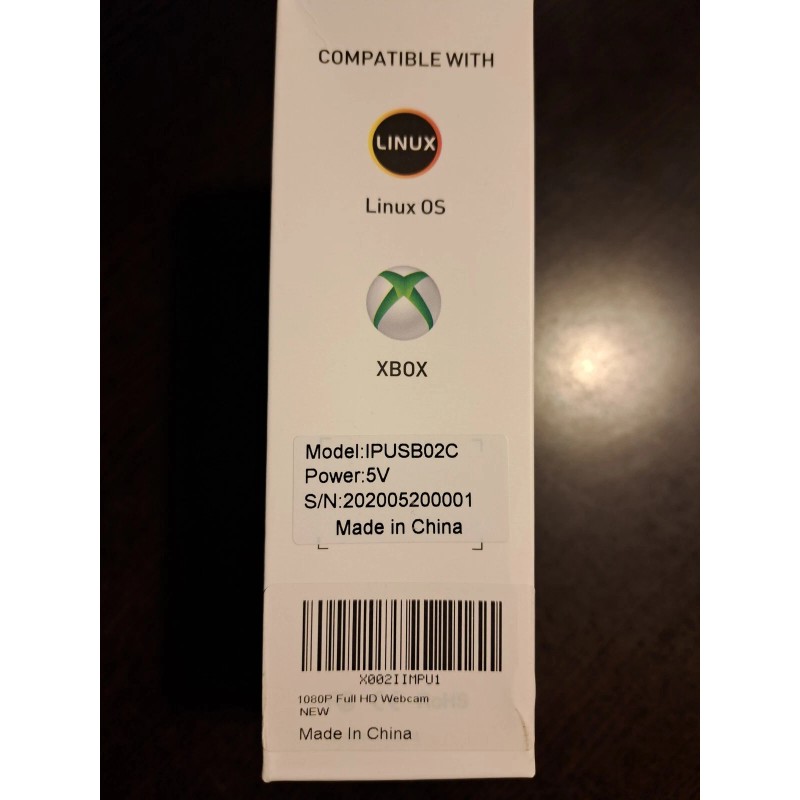 COMPATIBLE WITH
LINUX
Linux OS
XBOX
Model:IPUSB02C
Power:5V
S/N:202005200001
Made in China
X002IIMPU1
1080P Full HD Webcam
NEW
Made In China